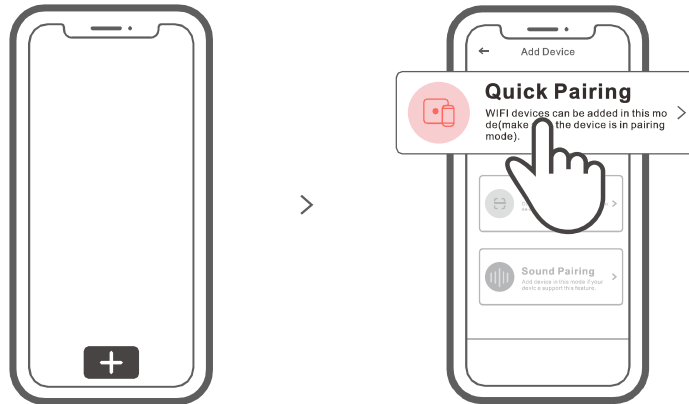 Add Device
Quick Pairing
WIFI devices can be added in this mo
de(make the device is in pairing
mode).
Sound Pairing
Add device in this mode if your
device support this feature.